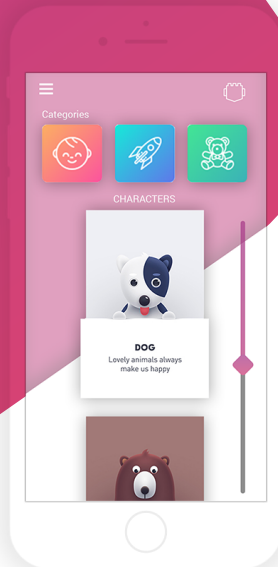 Categories
CHARACTERS
DOG
Lovely animals always
make us happy